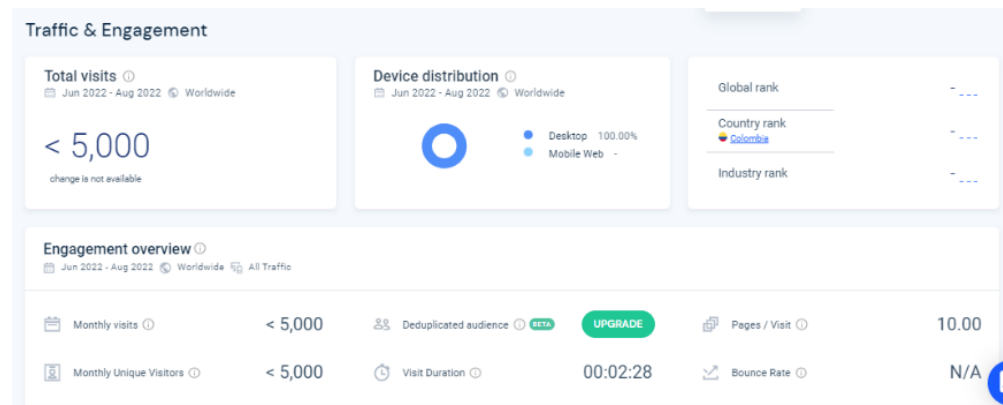 Traffic & Engagement
Total visits
Jun 2022 - Aug 2022 Worldwide
< 5,000
change is not available
Device distribution
Jun 2022 - Aug 2022 Worldwide
Desktop 100.00%
Mobile Web -
Global rank - _ _ _
Country rank - _ _ _
Colombia
Industry rank - _ _ _
Engagement overview
Jun 2022 - Aug 2022 Worldwide All Traffic
Monthly visits < 5,000
Deduplicated audience BETA UPGRADE
Pages / Visit 10.00
Monthly Unique Visitors < 5,000
Visit Duration 00:02:28
Bounce Rate N/A